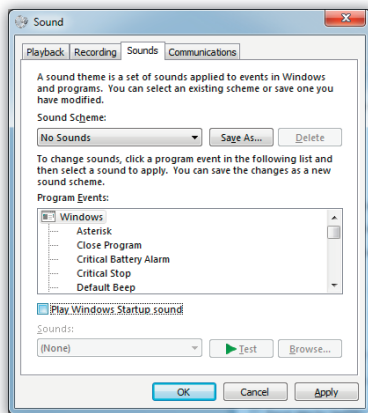 Sound
Playback Recording Sounds Communications
A sound theme is a set of sounds applied to events in Windows
and programs. You can select an existing scheme or save one you
have modified.
Sound Scheme:
No Sounds Save As... Delete
To change sounds, click a program event in the following list and
then select a sound to apply. You can save the changes as a new
sound scheme.
Program Events:
Windows
Asterisk
Close Program
Critical Battery Alarm
Critical Stop
Default Beep
Play Windows Startup sound
Sounds:
(None) Test Browse...
OK Cancel Apply